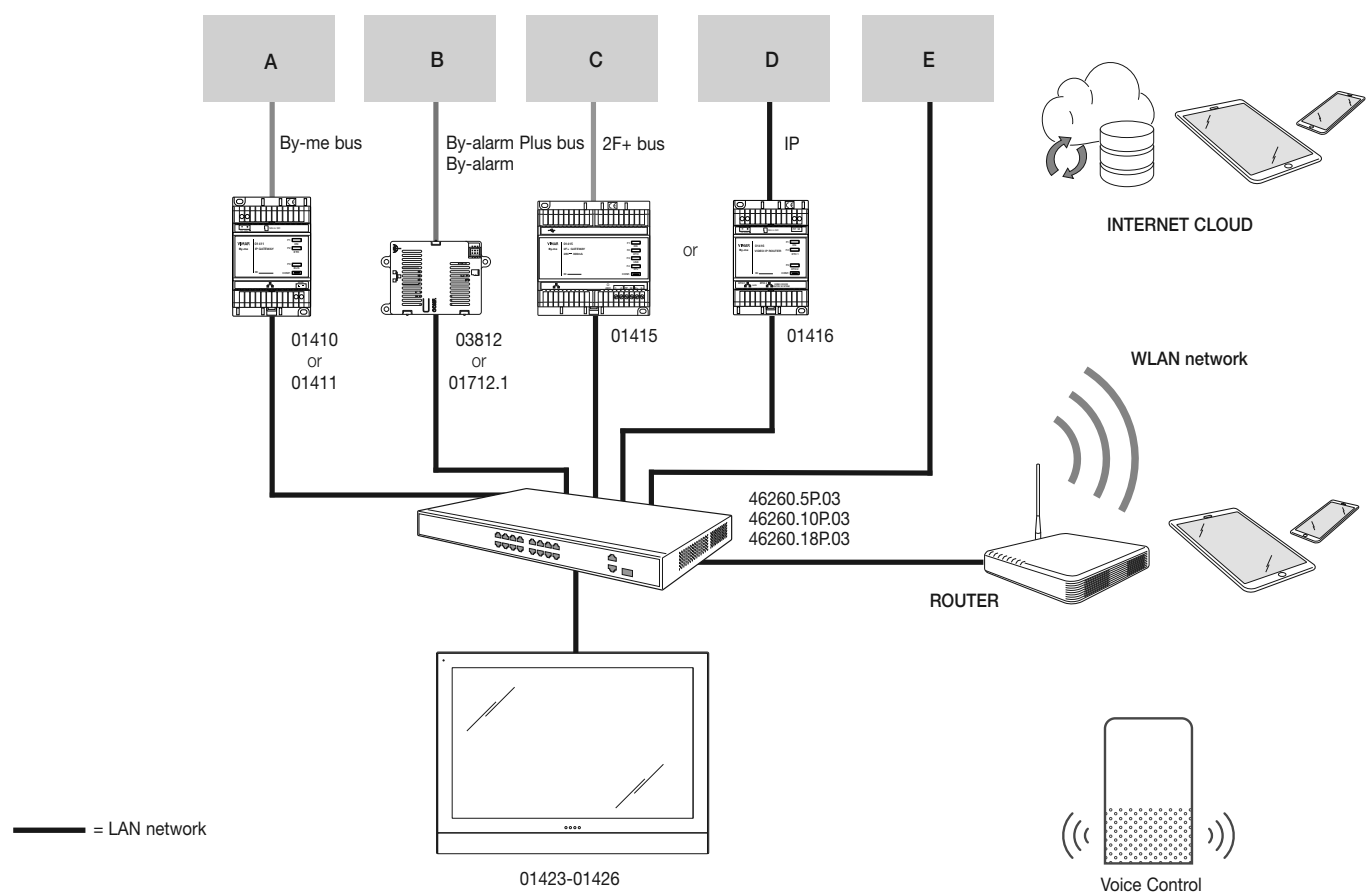 A
B
C
D
E
By-me bus
By-alarm Plus bus
By-alarm
2F+ bus
IP
INTERNET CLOUD
or
01410
or
01411
03812
or
01712.1
01415
01416
WLAN network
46260.5P.03
46260.10P.03
46260.18P.03
ROUTER
= LAN network
01423-01426
Voice Control